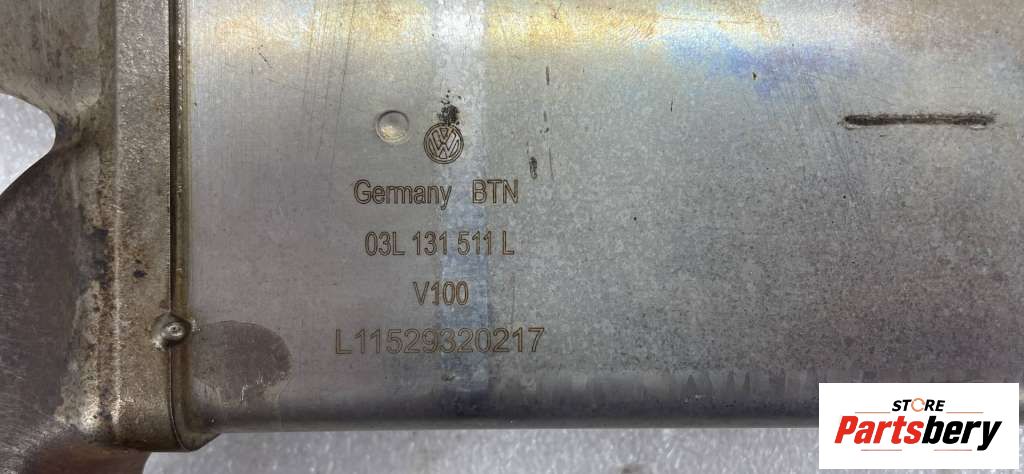 Germany BTN
03L 131 511 L
V100
L11529320217
STORE
Partsbery